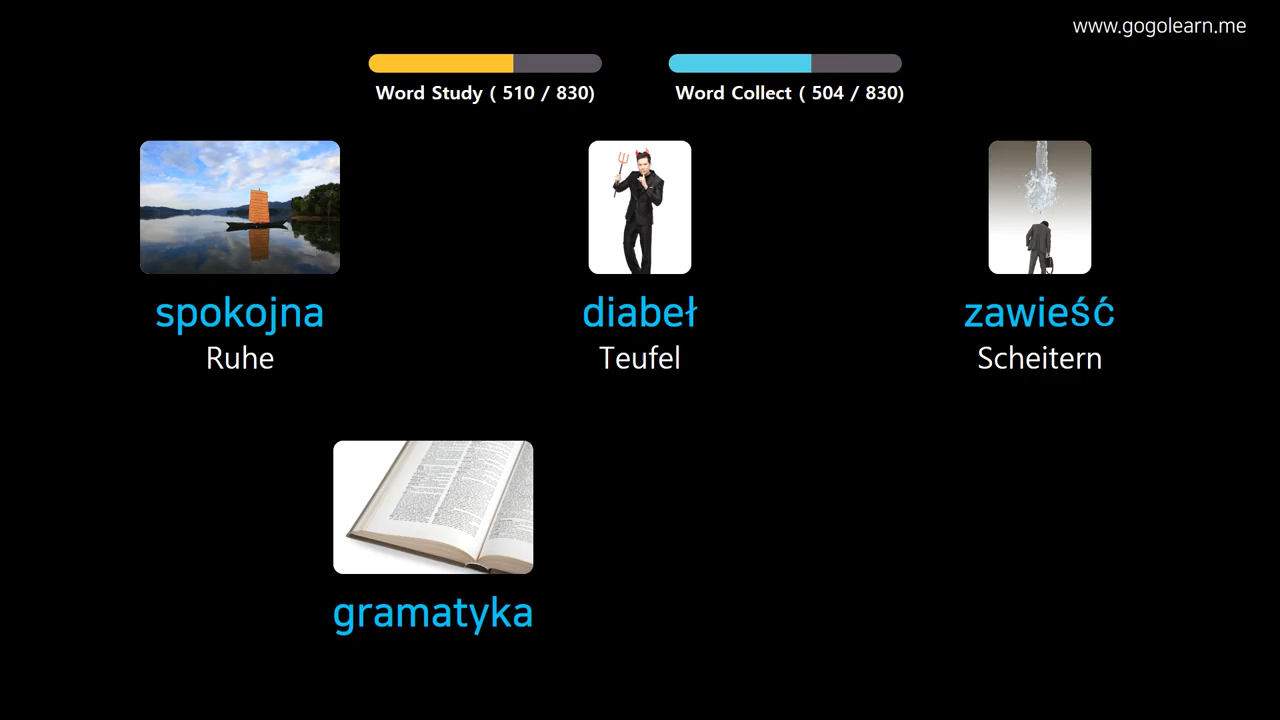 www.gogolearn.me
Word Study ( 510 / 830)
Word Collect ( 504 / 830)
spokojna
Ruhe
diabeł
Teufel
zawieść
Scheitern
gramatyka